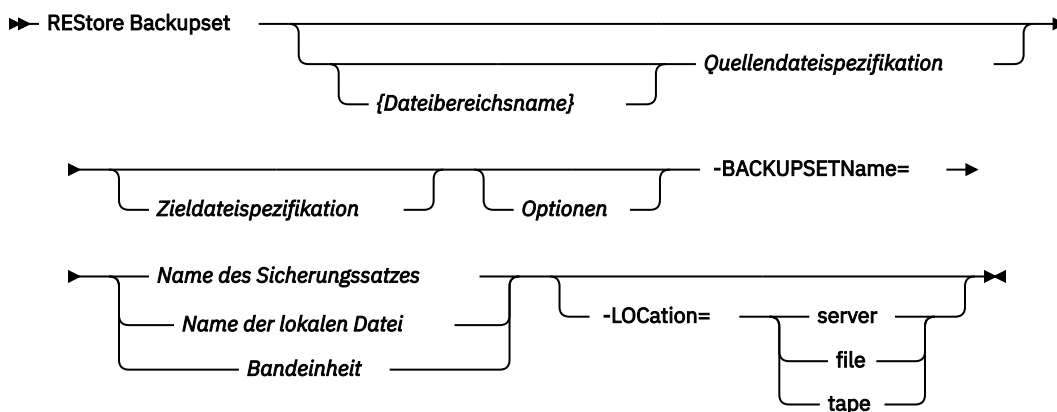 REStore Backupset
Quellendateispezifikation
{Dateibereichsname}
-BACKUPSETName=
Zieldateispezifikation
Optionen
Name des Sicherungssatzes
Name der lokalen Datei
Bandeinheit
-LOCation=
server
file
tape